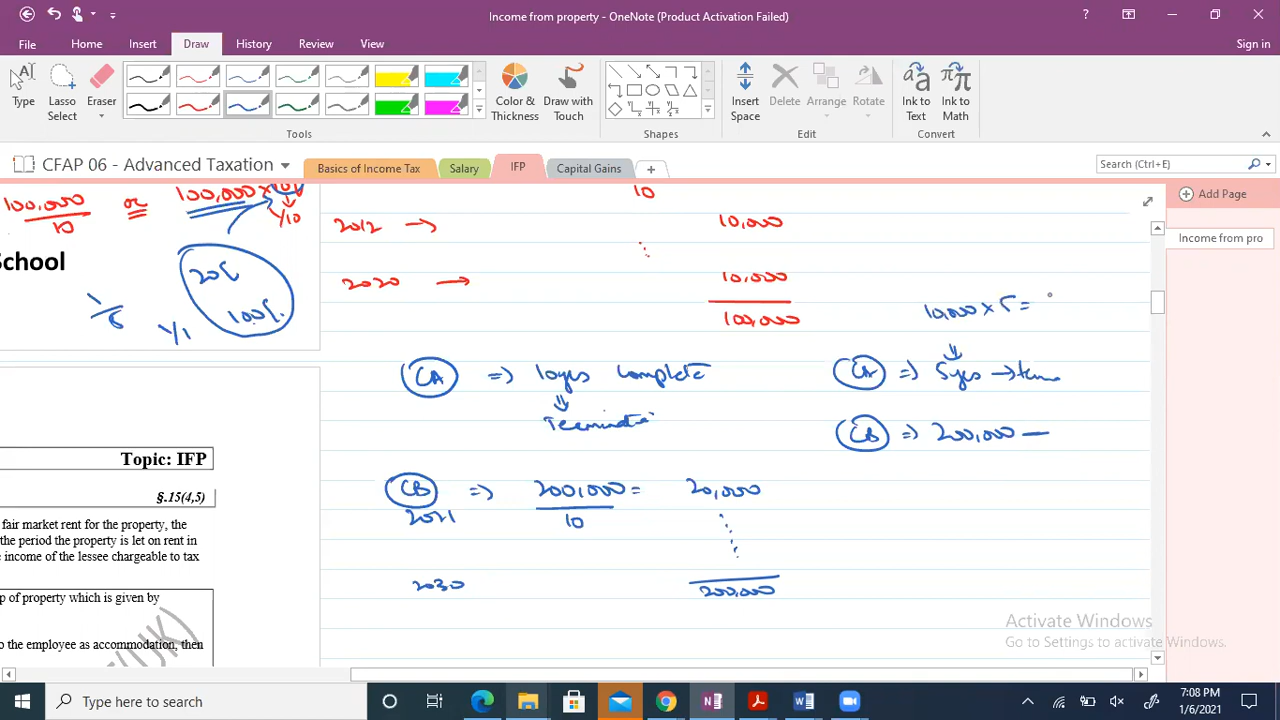 Income from property - OneNote (Product Activation Failed)
File Home Insert Draw History Review View Sign in
Type
Lasso Select
Eraser
Color & Thickness
Draw with Touch
Insert Space
Delete
Arrange
Rotate
Ink to Text
Ink to Math
Tools Shapes Edit Convert
CFAP 06 - Advanced Taxation Basics of Income Tax Salary IFP Capital Gains Search (Ctrl+E)
Add Page
Income from pro
100,000 / 10 or 100,000 x
1/10
10
2012 → 10,000
School
20%
100%
1/1
2020 → 10,000
100,000
10,000 x 5 =
CA ⇒ 10yrs complete
CA ⇒ 5yrs →
CB ⇒ 200,000 —
CB ⇒ 200,000 / 10 = 20,000
2021
2030 200,000
Topic: IFP
§.15(4,5)
fair market rent for the property, the
the period the property is let on rent in
income of the lessee chargeable to tax
p of property which is given by
o the employee as accommodation, then
(UK)
Activate Windows
Go to Settings to activate Windows.
Type here to search
7:08 PM
1/6/2021